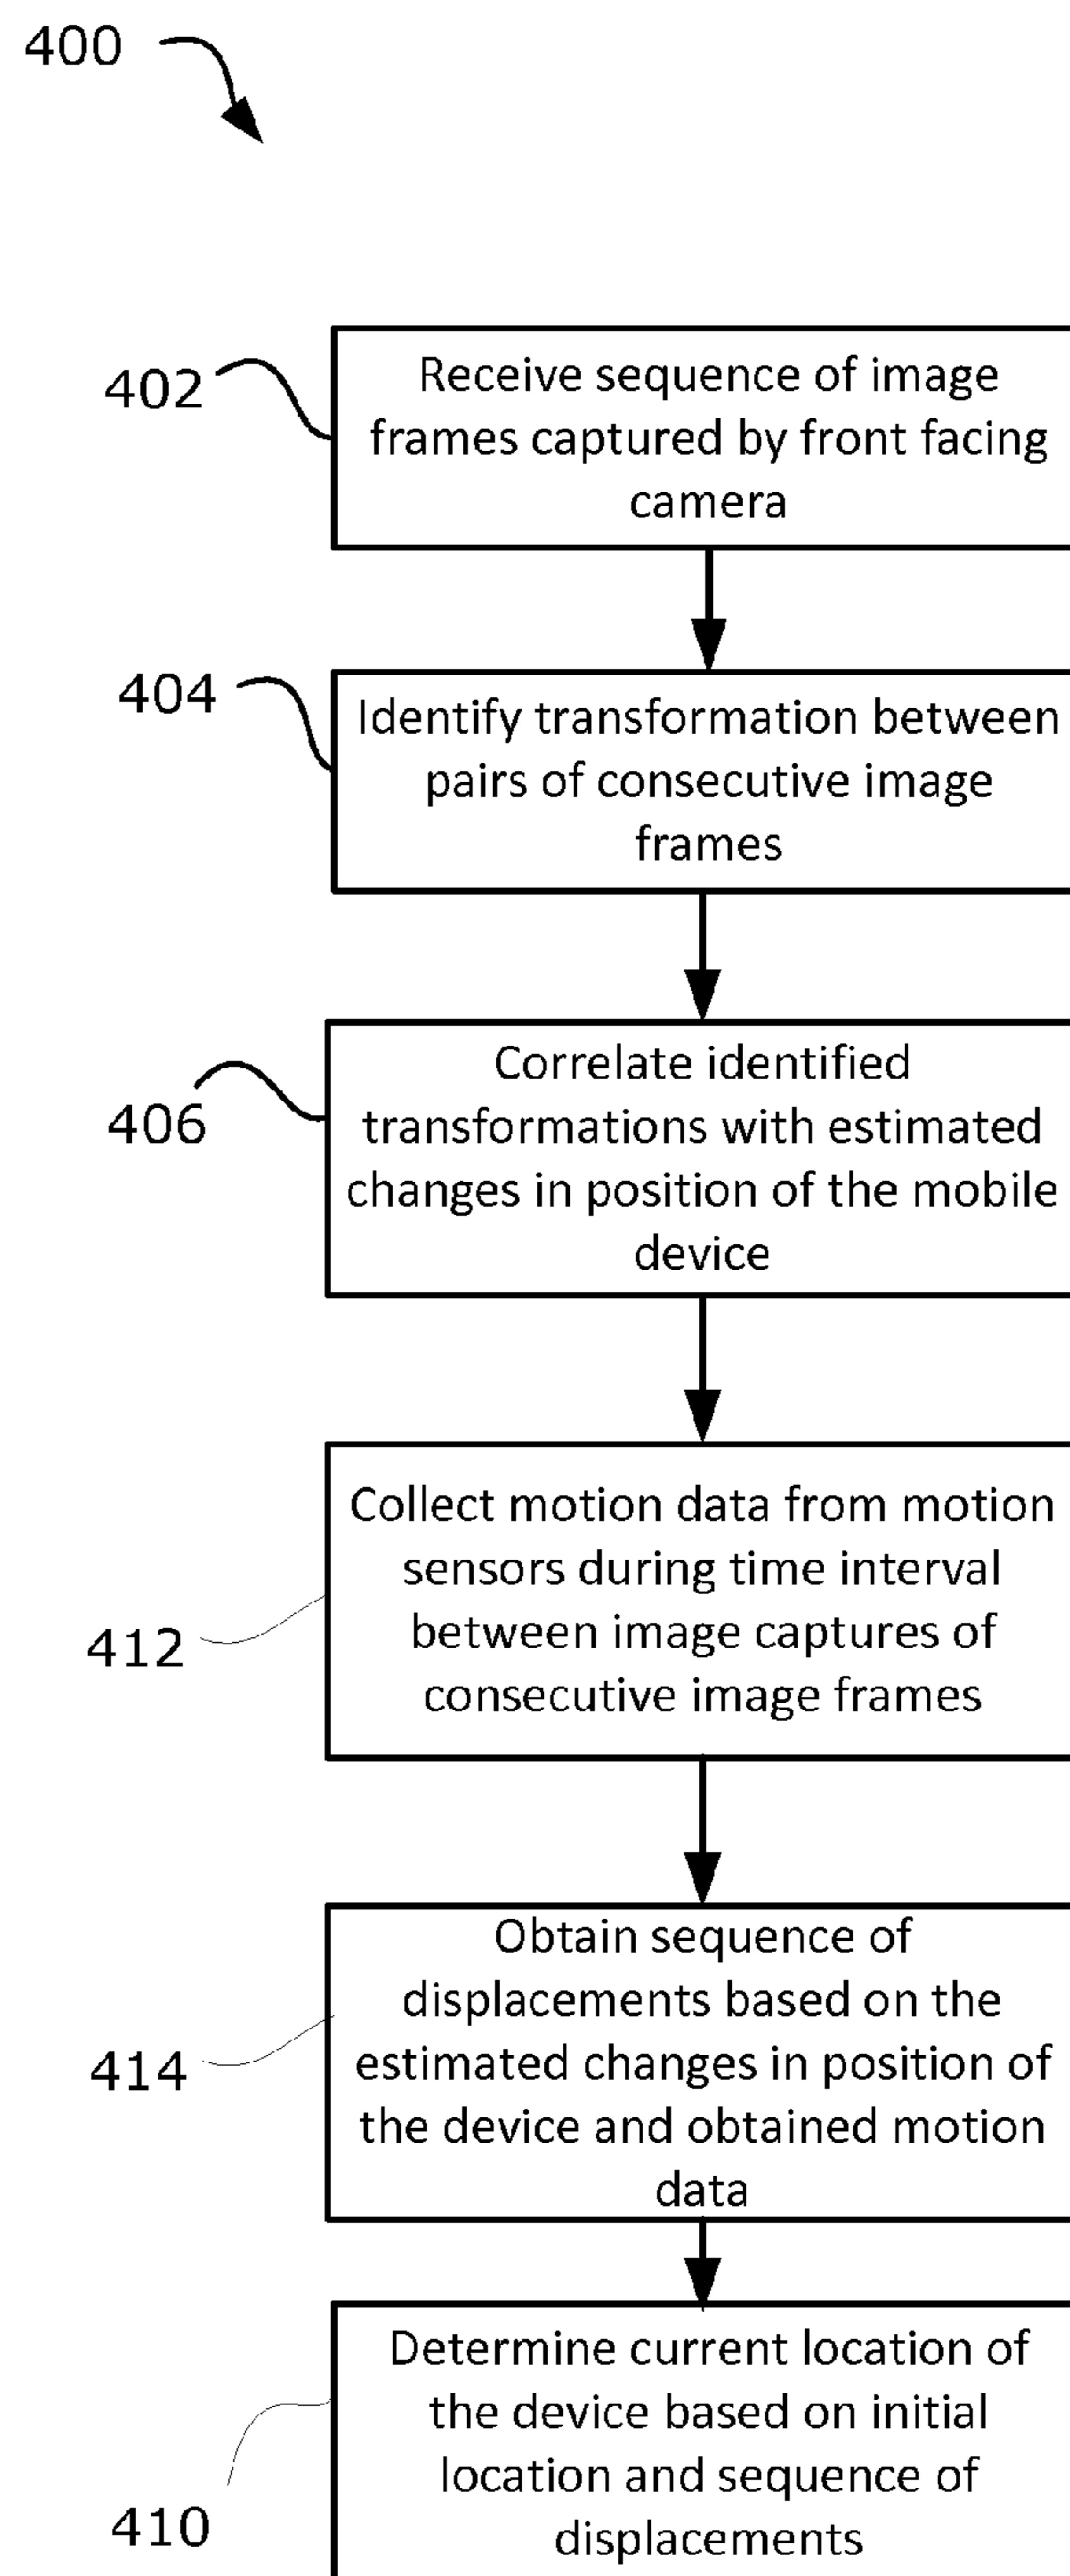 400
402
Receive sequence of image
frames captured by front facing
camera
404
Identify transformation between
pairs of consecutive image
frames
406
Correlate identified
transformations with estimated
changes in position of the mobile
device
412
Collect motion data from motion
sensors during time interval
between image captures of
consecutive image frames
414
Obtain sequence of
displacements based on the
estimated changes in position of
the device and obtained motion
data
410
Determine current location of
the device based on initial
location and sequence of
displacements